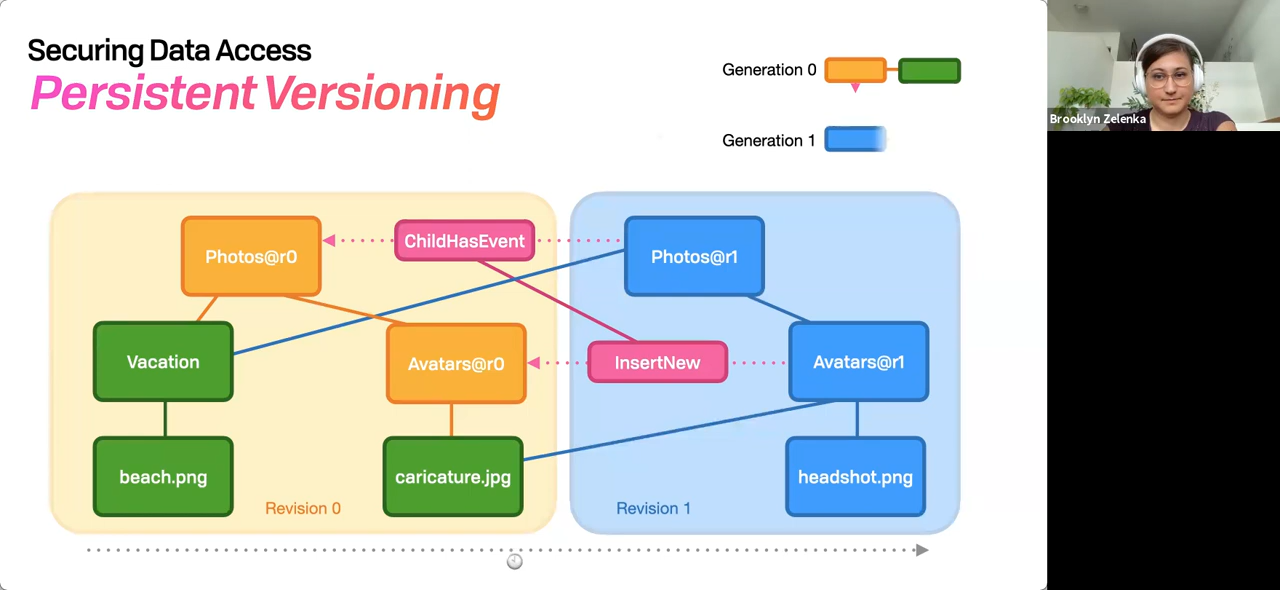 Securing Data Access
Persistent Versioning
Generation 0
Generation 1
Brooklyn Zelenka
Photos@r0
ChildHasEvent
Photos@r1
Vacation
Avatars@r0
InsertNew
Avatars@r1
beach.png
caricature.jpg
headshot.png
Revision 0
Revision 1